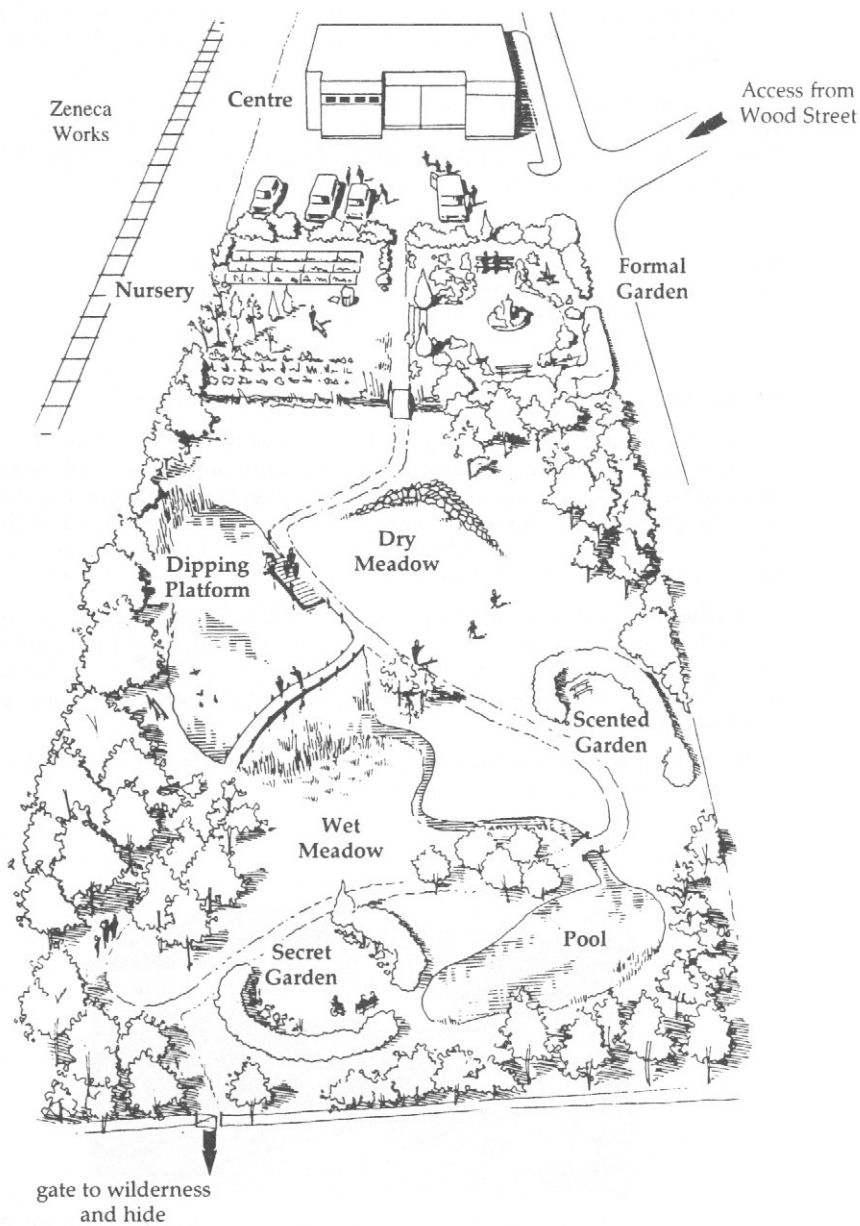 Zeneca
Works
Centre
Access from
Wood Street
Nursery
Formal
Garden
Dipping
Platform
Dry
Meadow
Scented
Garden
Wet
Meadow
Secret
Garden
Pool
gate to wilderness
and hide